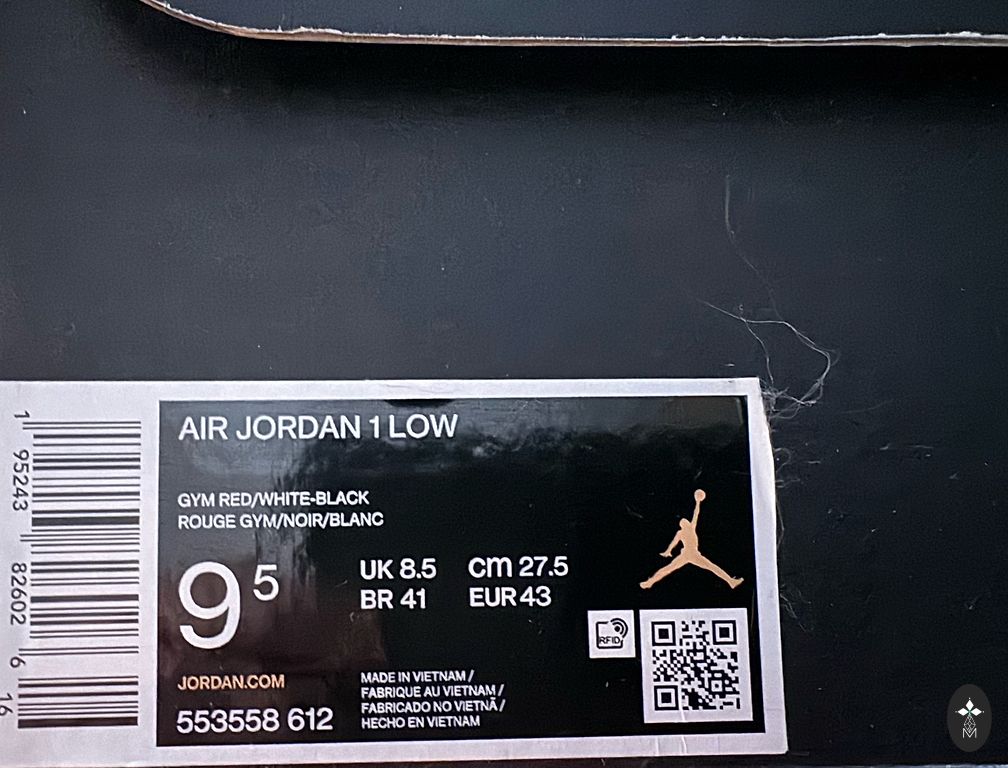 AIR JORDAN 1 LOW
GYM RED/WHITE-BLACK
ROUGE GYM/NOIR/BLANC
9 5
UK 8.5 cm 27.5
BR 41 EUR 43
RFID
JORDAN.COM
553558 612
MADE IN VIETNAM /
FABRIQUE AU VIETNAM /
FABRICADO NO VIETNÃ /
HECHO EN VIETNAM
1 95243 82602 6 16
M